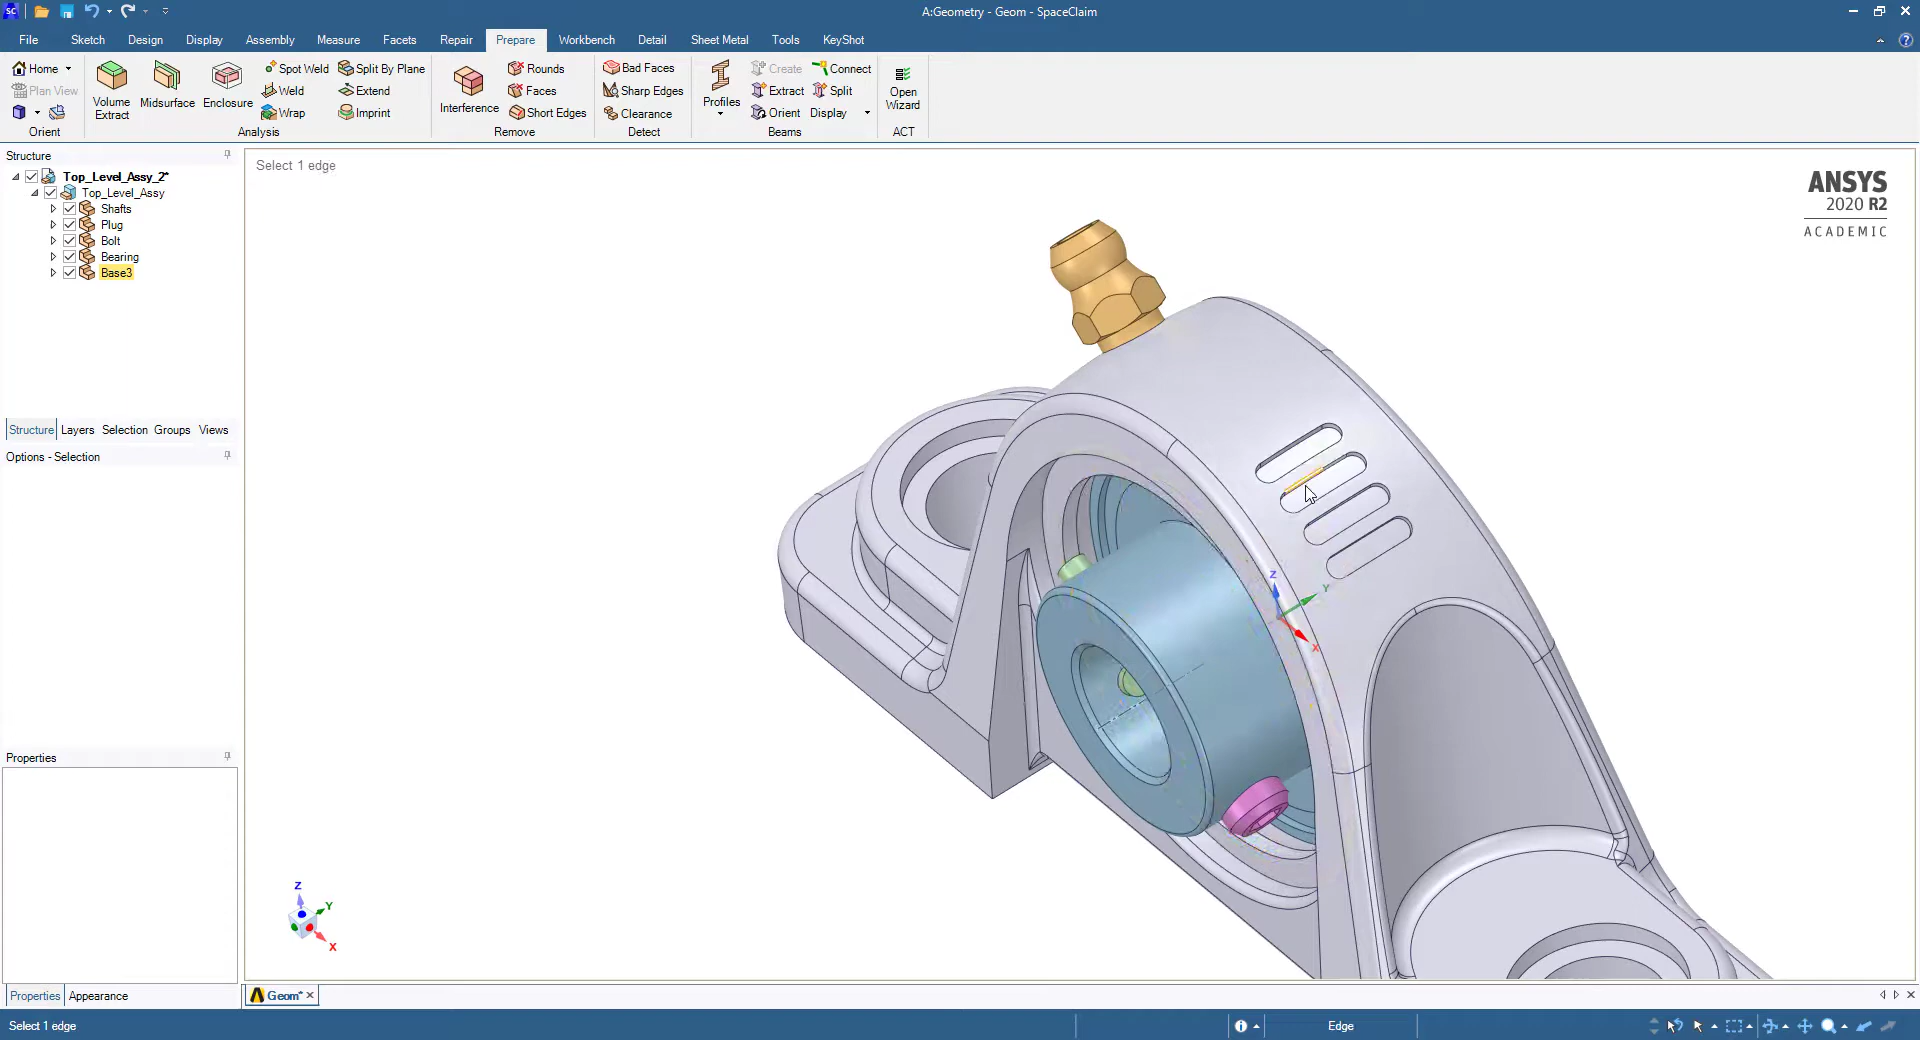 SC
A:Geometry - Geom - SpaceClaim
File Sketch Design Display Assembly Measure Facets Repair Prepare Workbench Detail Sheet Metal Tools KeyShot
Home
Plan View
Orient
Volume Extract
Midsurface
Enclosure
Spot Weld
Weld
Wrap
Split By Plane
Extend
Imprint
Analysis
Interference
Rounds
Faces
Short Edges
Remove
Bad Faces
Sharp Edges
Clearance
Detect
Profiles
Create
Extract
Orient
Connect
Split
Display
Beams
Open Wizard
ACT
Structure
Top_Level_Assy_2*
Top_Level_Assy
Shafts
Plug
Bolt
Bearing
Base3
Structure Layers Selection Groups Views
Options - Selection
Properties
Properties Appearance
Select 1 edge
ANSYS
2020 R2
ACADEMIC
Z
Y
X
Z
Y
X
Geom*
Select 1 edge
Edge